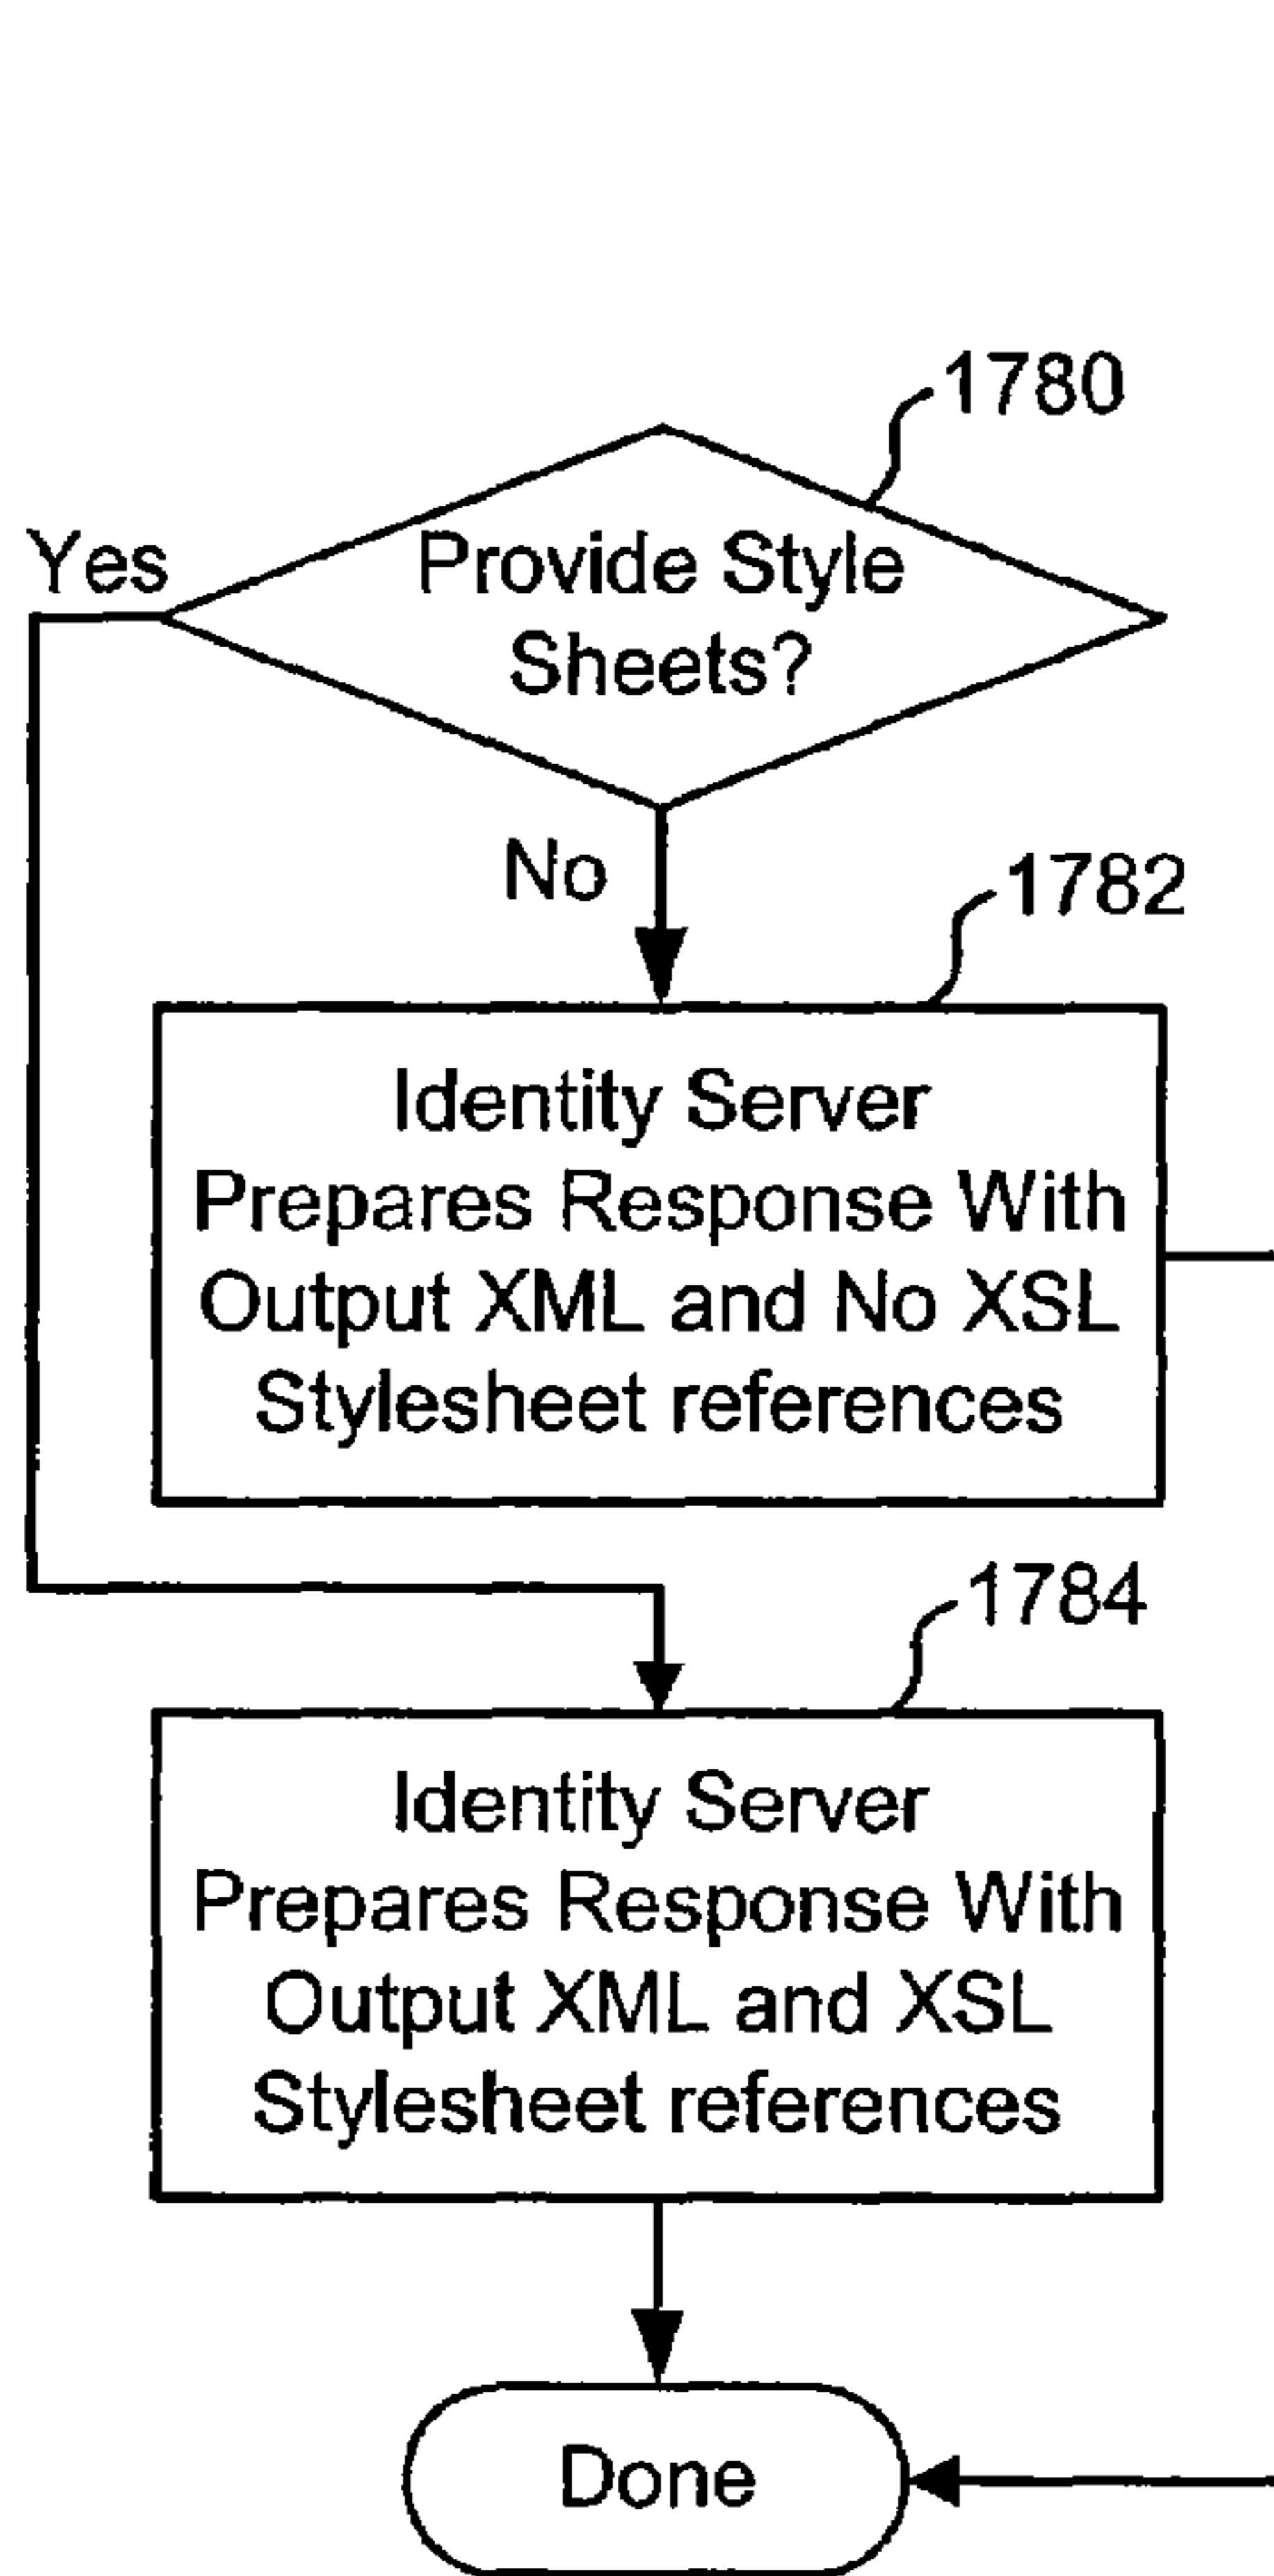 1780
Yes
Provide Style
Sheets?
No
1782
Identity Server
Prepares Response With
Output XML and No XSL
Stylesheet references
1784
Identity Server
Prepares Response With
Output XML and XSL
Stylesheet references
Done